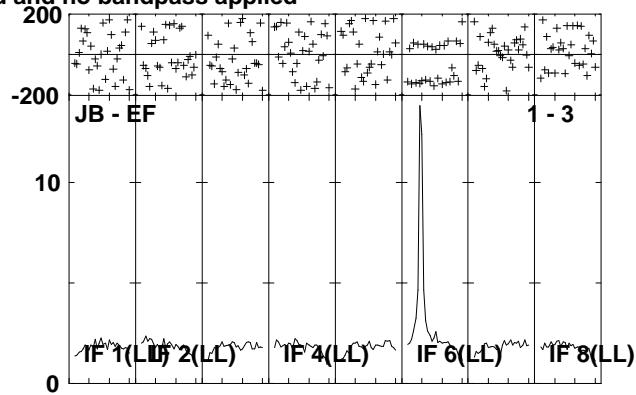 and no bandpass applied
200
-200
JB - EF 1 - 3
10
IF 1(LL) IF 2(LL) IF 4(LL) IF 6(LL) IF 8(LL)
0